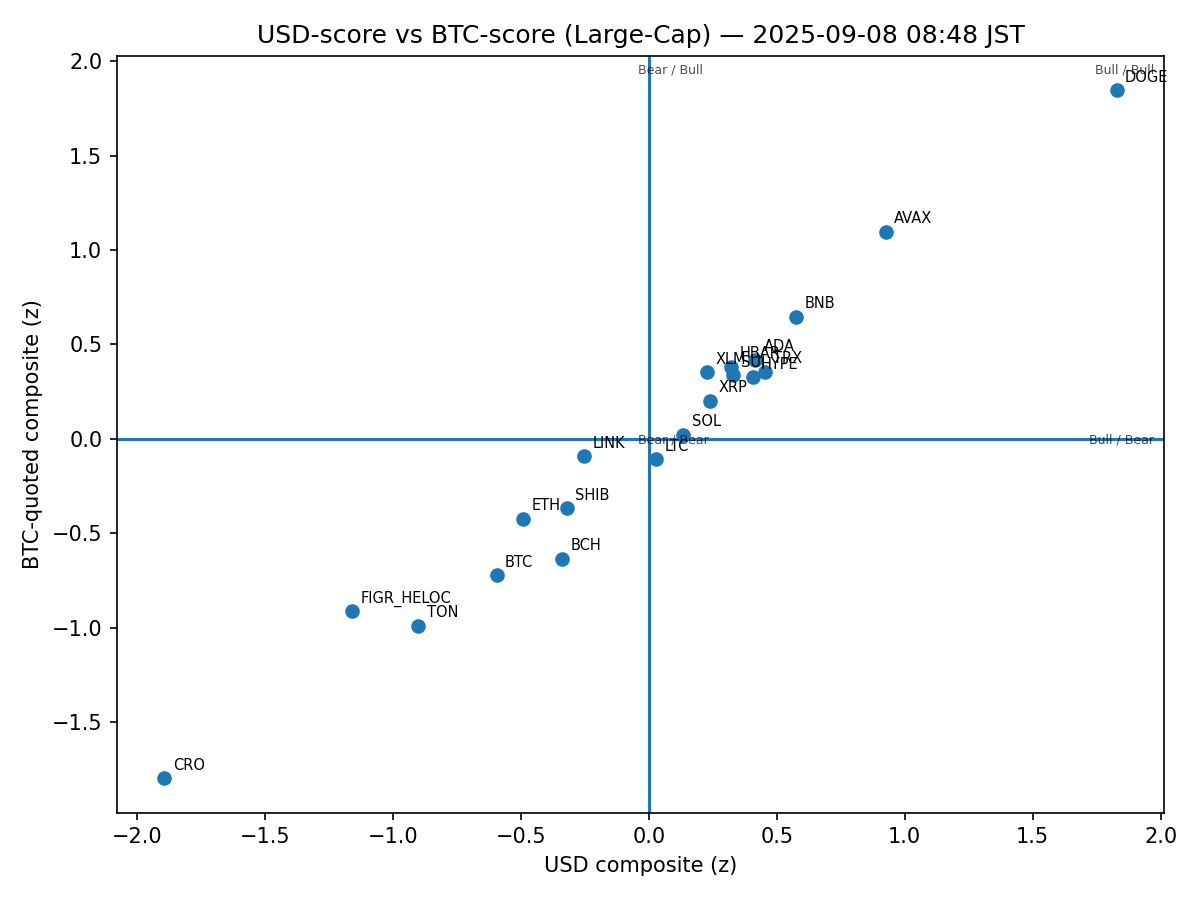 USD-score vs BTC-score (Large-Cap) — 2025-09-08 08:48 JST
2.0
1.5
1.0
0.5
0.0
−0.5
−1.0
−1.5
BTC-quoted composite (z)
Bear / Bull
Bull / Bull
DOGE
AVAX
BNB
ADA
HBAR
XLM
TRX
HYPE
XRP
SOL
Bear / Bear
Bull / Bear
LINK
LTC
SHIB
ETH
BCH
BTC
FIGR_HELOC
TON
CRO
−2.0 −1.5 −1.0 −0.5 0.0 0.5 1.0 1.5 2.0
USD composite (z)